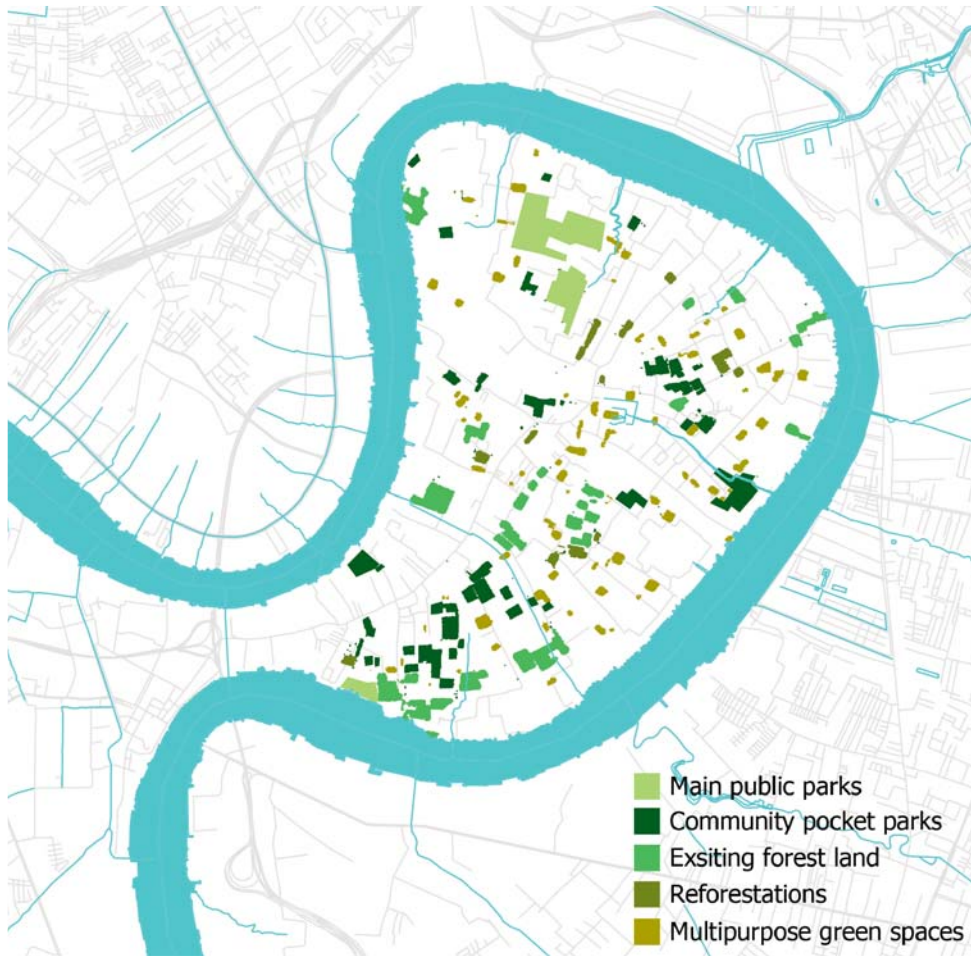 Main public parks
Community pocket parks
Exsiting forest land
Reforestations
Multipurpose green spaces